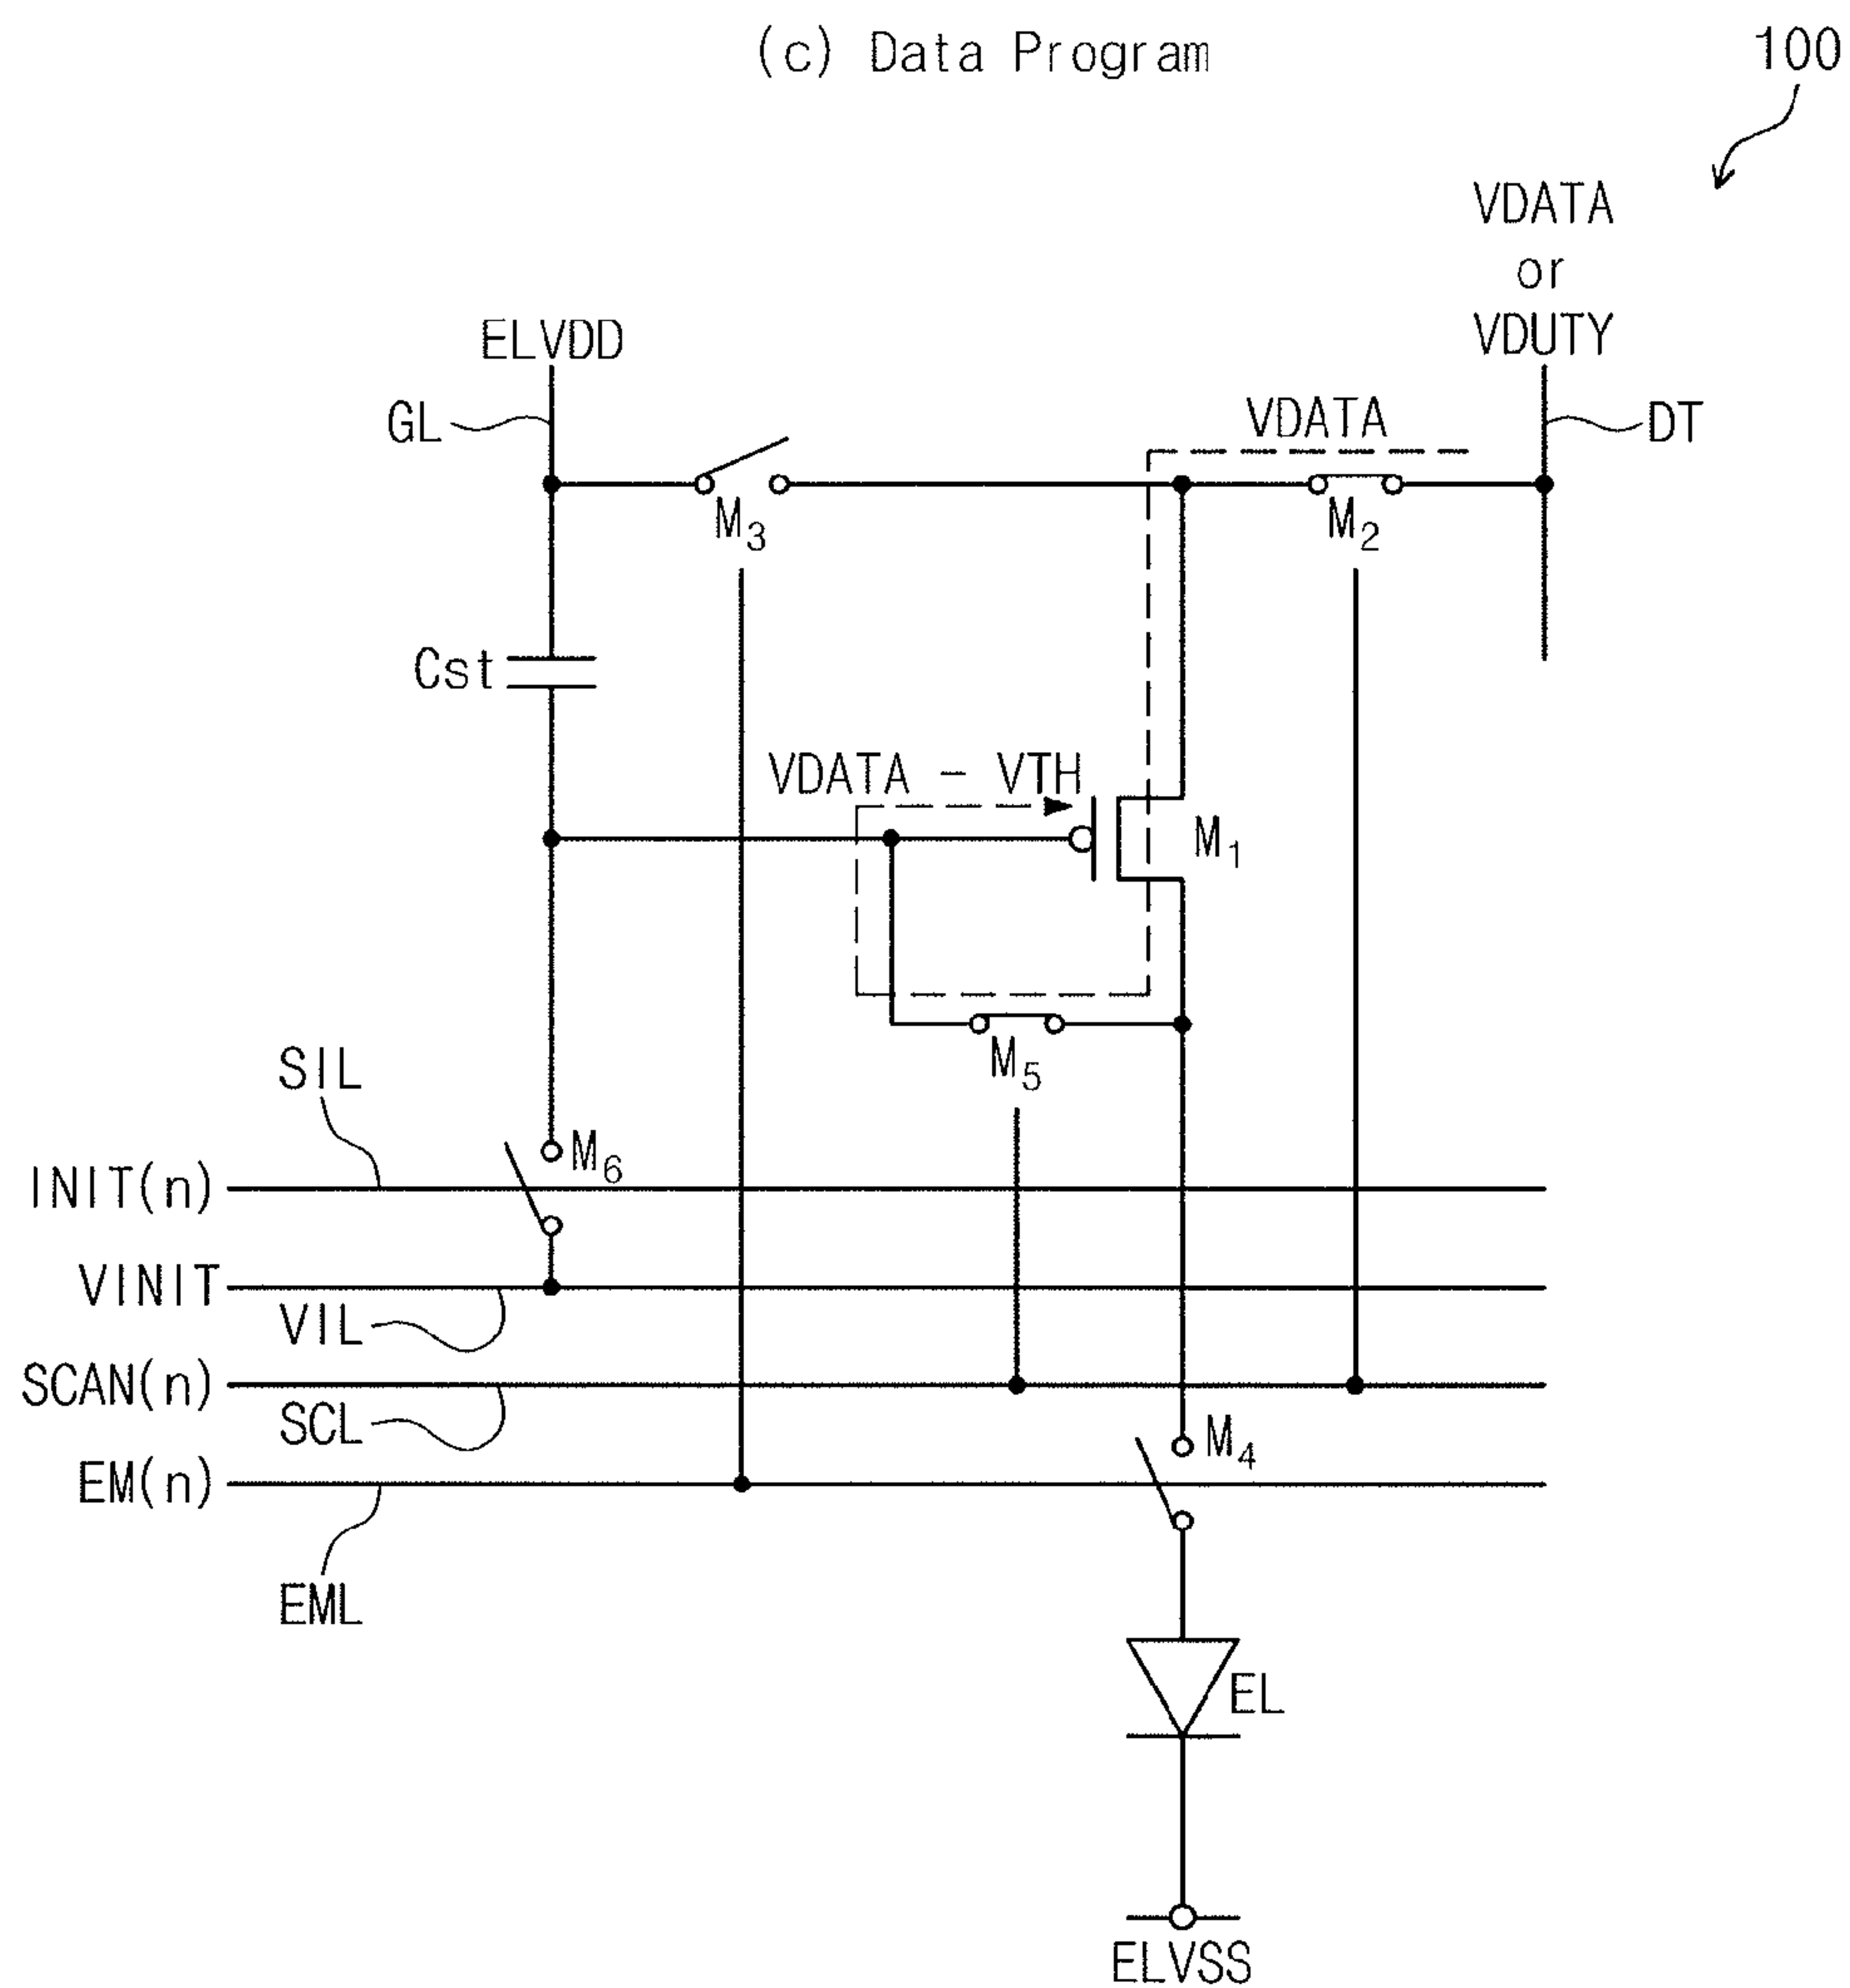 (c) Data Program
100
VDATA
or
VDUTY
ELVDD
GL
VDATA
DT
M3
M2
Cst
VDATA - VTH
M1
M5
SIL
M6
INIT(n)
VINIT
VIL
SCAN(n)
SCL
M4
EM(n)
EML
EL
ELVSS